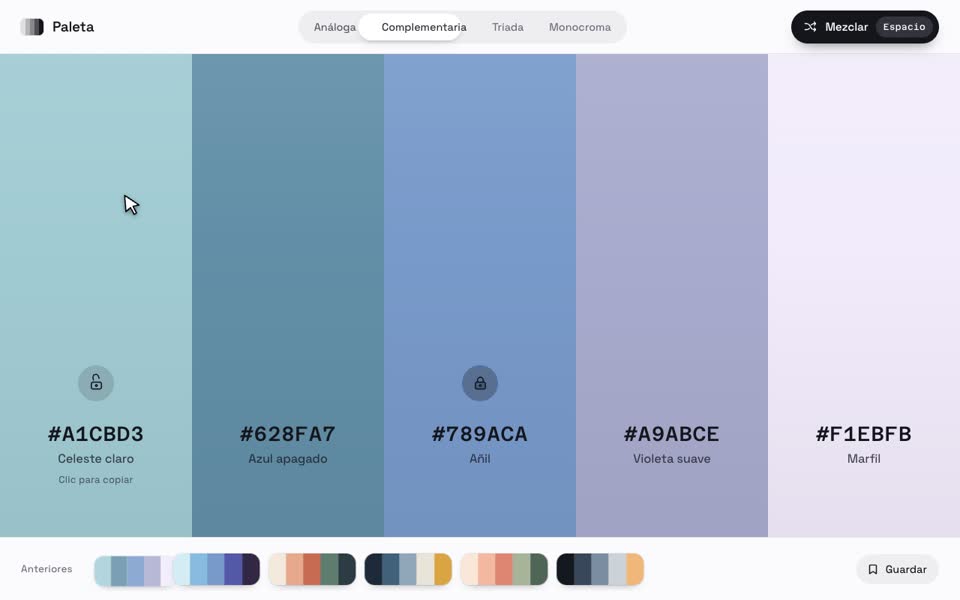 Paleta
Análoga
Complementaria
Triada
Monocroma
Mezclar
Espacio
#A1CBD3
Celeste claro
Clic para copiar
#628FA7
Azul apagado
#789ACA
Añil
#A9ABCE
Violeta suave
#F1EBFB
Marfil
Anteriores
Guardar